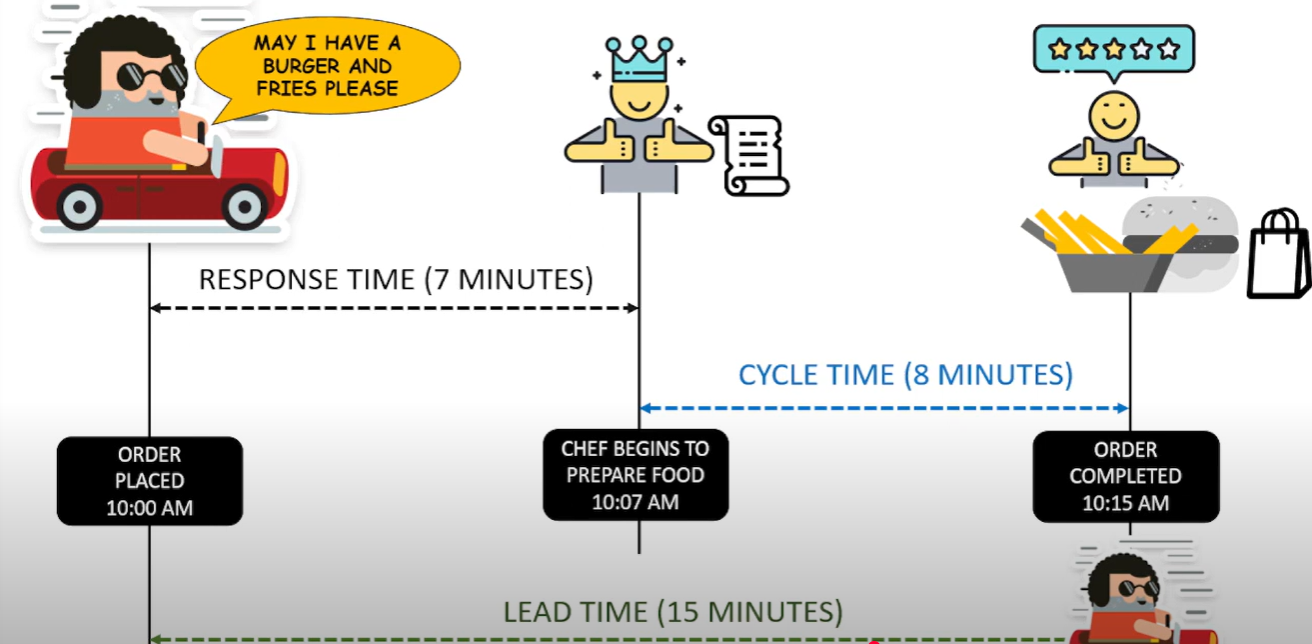 MAY I HAVE A
BURGER AND
FRIES PLEASE
RESPONSE TIME (7 MINUTES)
CYCLE TIME (8 MINUTES)
ORDER
PLACED
10:00 AM
CHEF BEGINS TO
PREPARE FOOD
10:07 AM
ORDER
COMPLETED
10:15 AM
LEAD TIME (15 MINUTES)